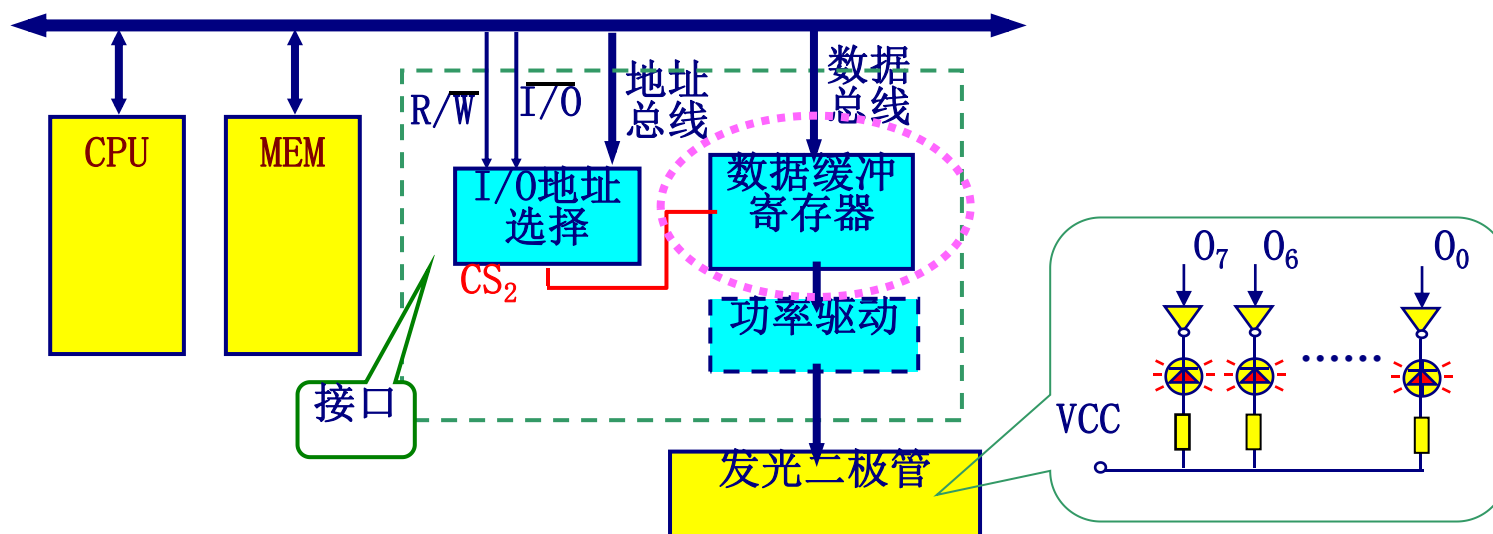 数据
总线
地址
总线
R/W
I/O
CPU
MEM
I/O地址
选择
数据缓冲
寄存器
CS₂
功率驱动
接口
发光二极管
O₇
O₆
O₀
......
VCC